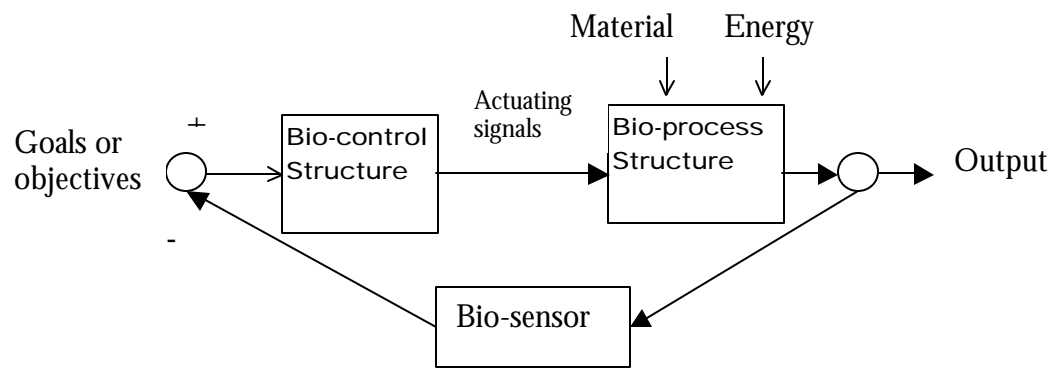 Material Energy
Actuating
signals
Goals or
objectives
+
Bio-control
Structure
Bio-process
Structure
Output
-
Bio-sensor